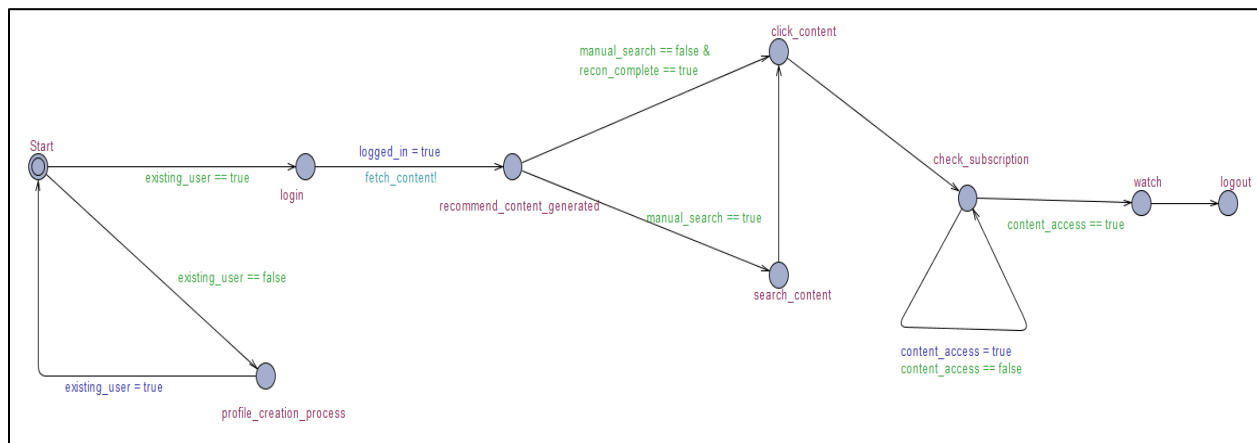 click_content
manual_search == false &
recon_complete == true
Start
logged_in = true
check_subscription
existing_user == true
fetch_content!
login
watch
logout
recommend_content_generated
manual_search == true
content_access == true
existing_user == false
search_content
content_access = true
content_access == false
existing_user = true
profile_creation_process